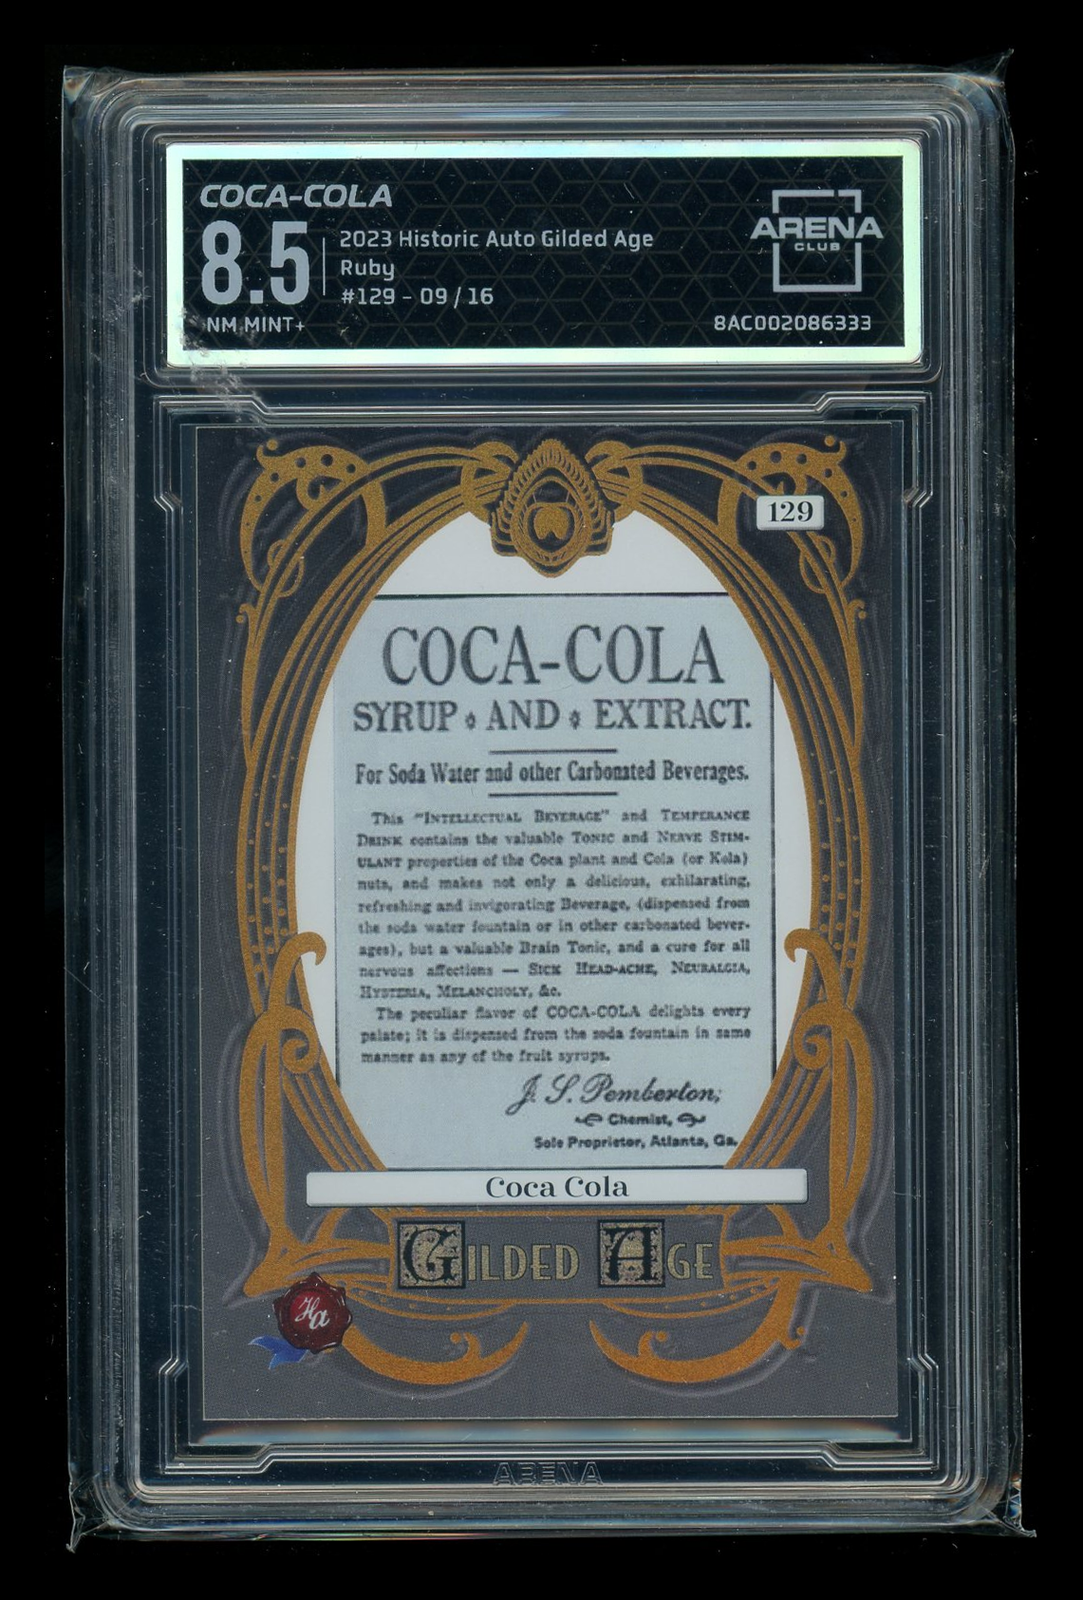 COCA-COLA
8.5
NM MINT+
2023 Historic Auto Gilded Age
Ruby
#129 - 09/16
ARENA
CLUB
8AC002086333
129
COCA-COLA
SYRUP AND EXTRACT.
For Soda Water and other Carbonated Beverages.
This "INTELLECTUAL BEVERAGE" and TEMPERANCE
DRINK contains the valuable TONIC and NERVE STIM-
ULANT properties of the Coca plant and Cola (or Kola)
nuts, and makes not only a delicious, exhilarating,
refreshing and invigorating Beverage, (dispensed from
the soda water fountain or in other carbonated bever-
ages), but a valuable Brain Tonic, and a cure for all
nervous affections — SICK HEAD-ACHE, NEURALGIA,
HYSTERIA, MELANCHOLY, &c.
The peculiar flavor of COCA-COLA delights every
palate; it is dispensed from the soda fountain in same
manner as any of the fruit syrups.
J. S. Pemberton,
Chemist,
Sole Proprietor, Atlanta, Ga.
Coca Cola
GILDED AGE
Ha
ARENA